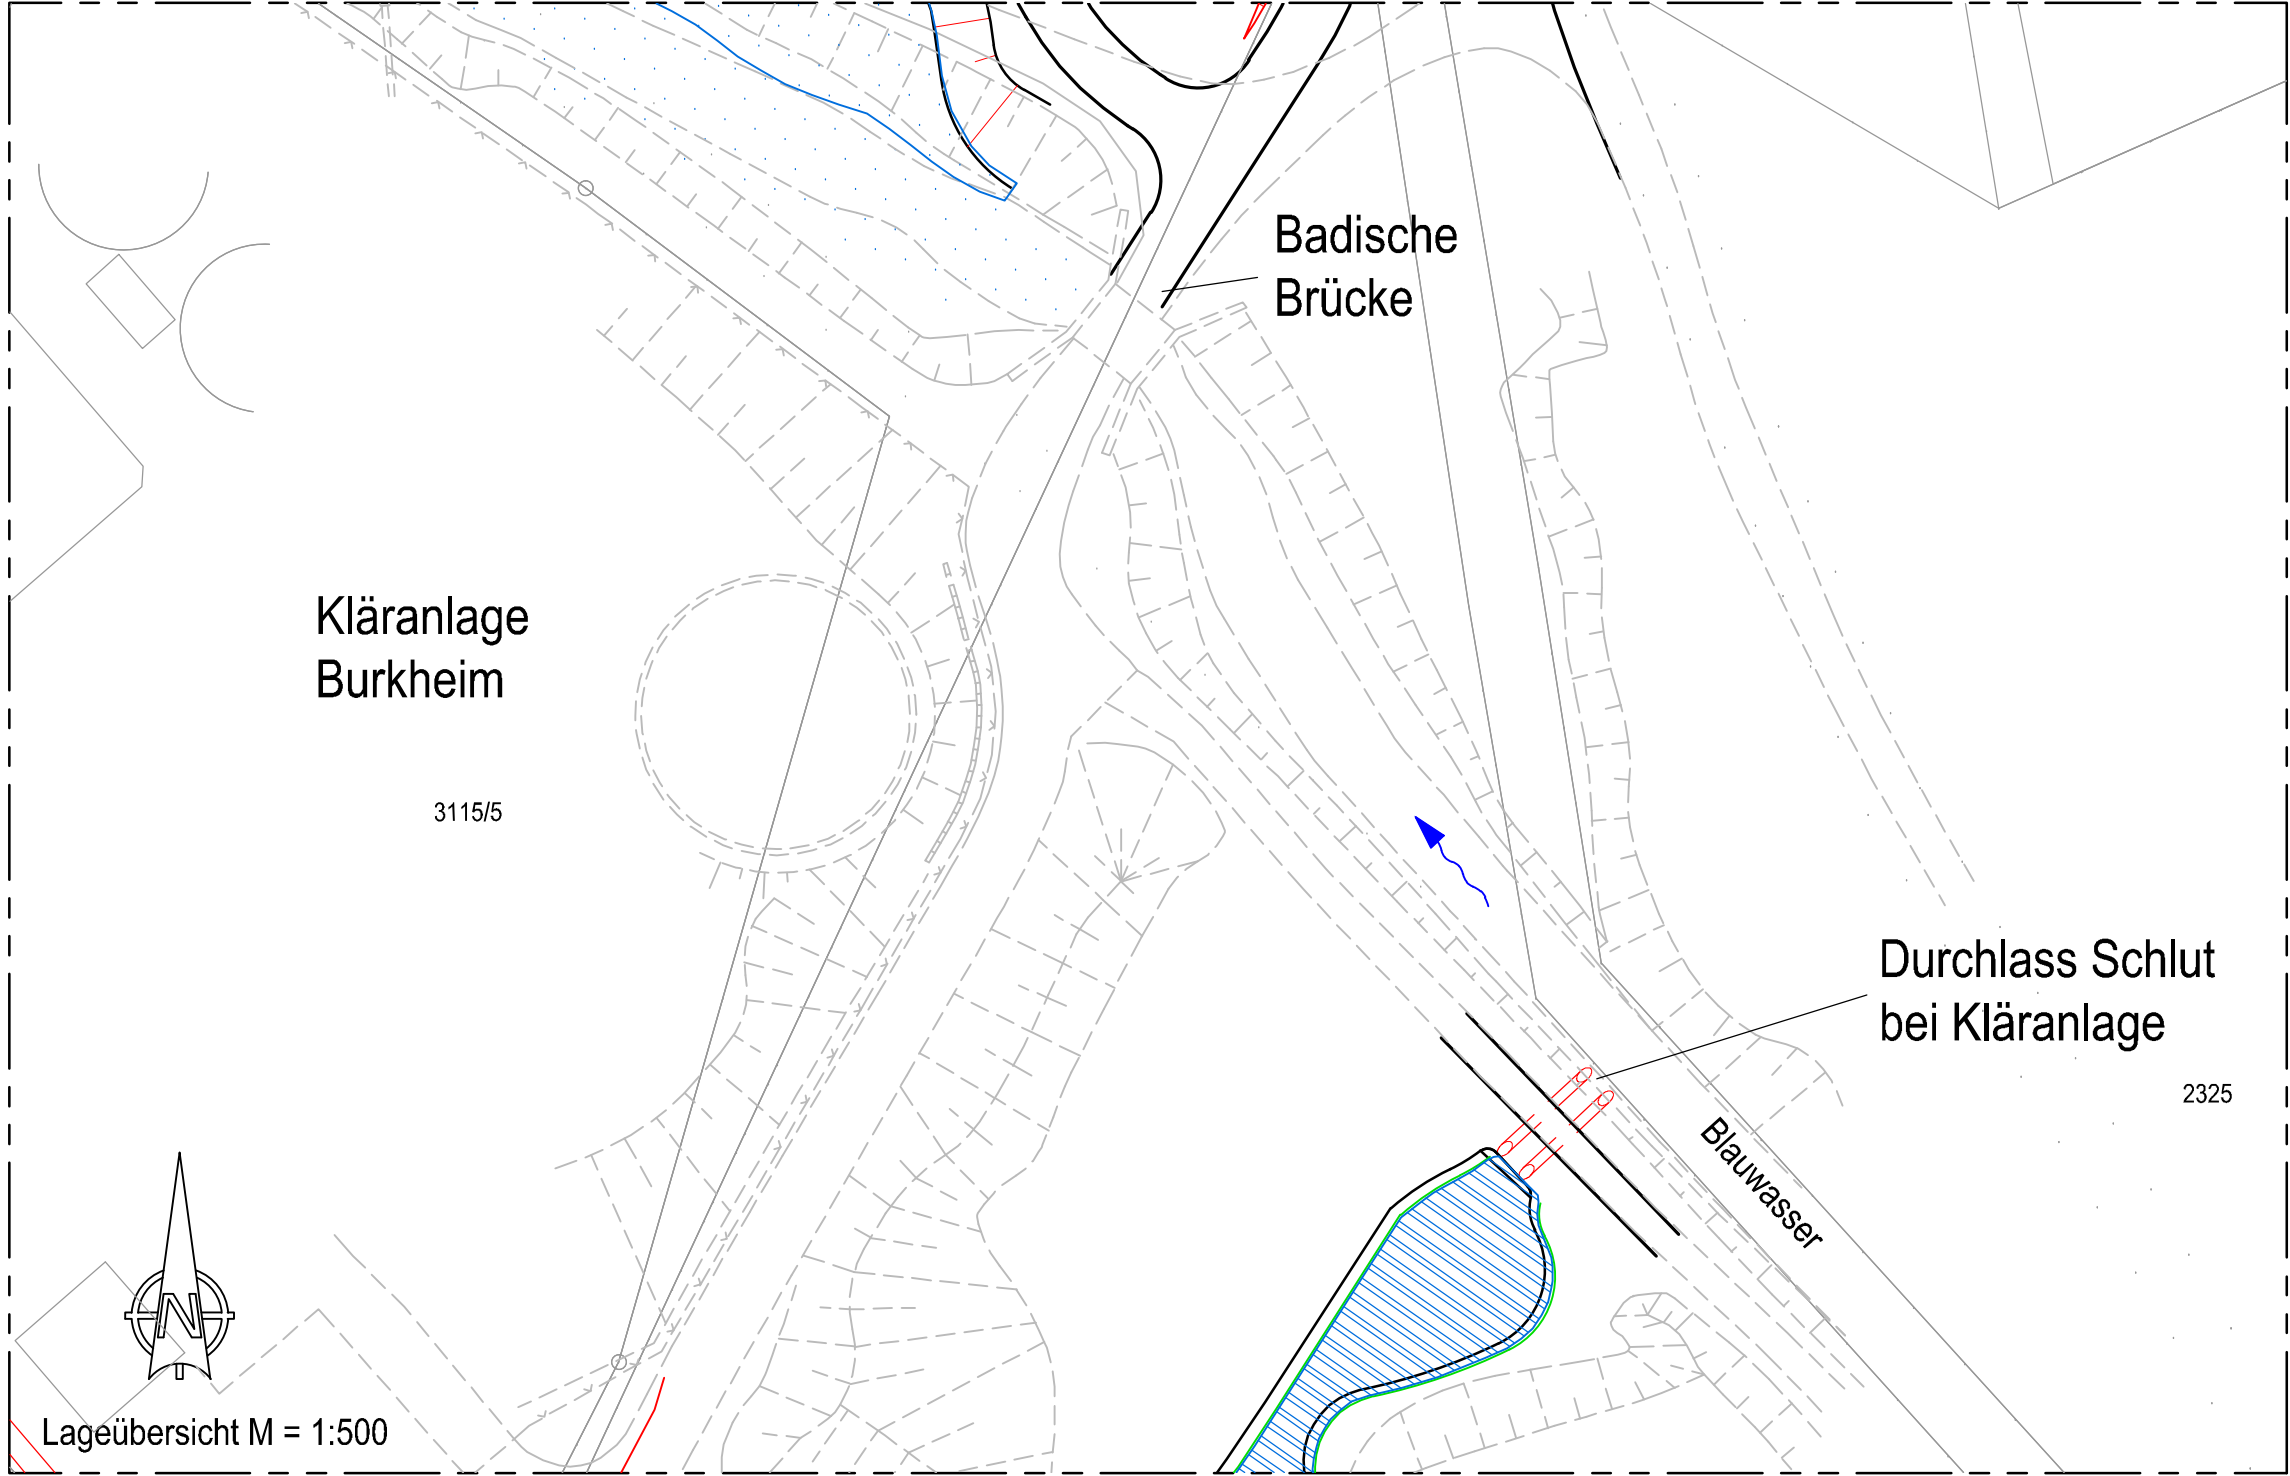 Badische
Brücke
Kläranlage
Burkheim
3115/5
Durchlass Schlut
bei Kläranlage
2325
Blauwasser
N
Lageübersicht M = 1:500